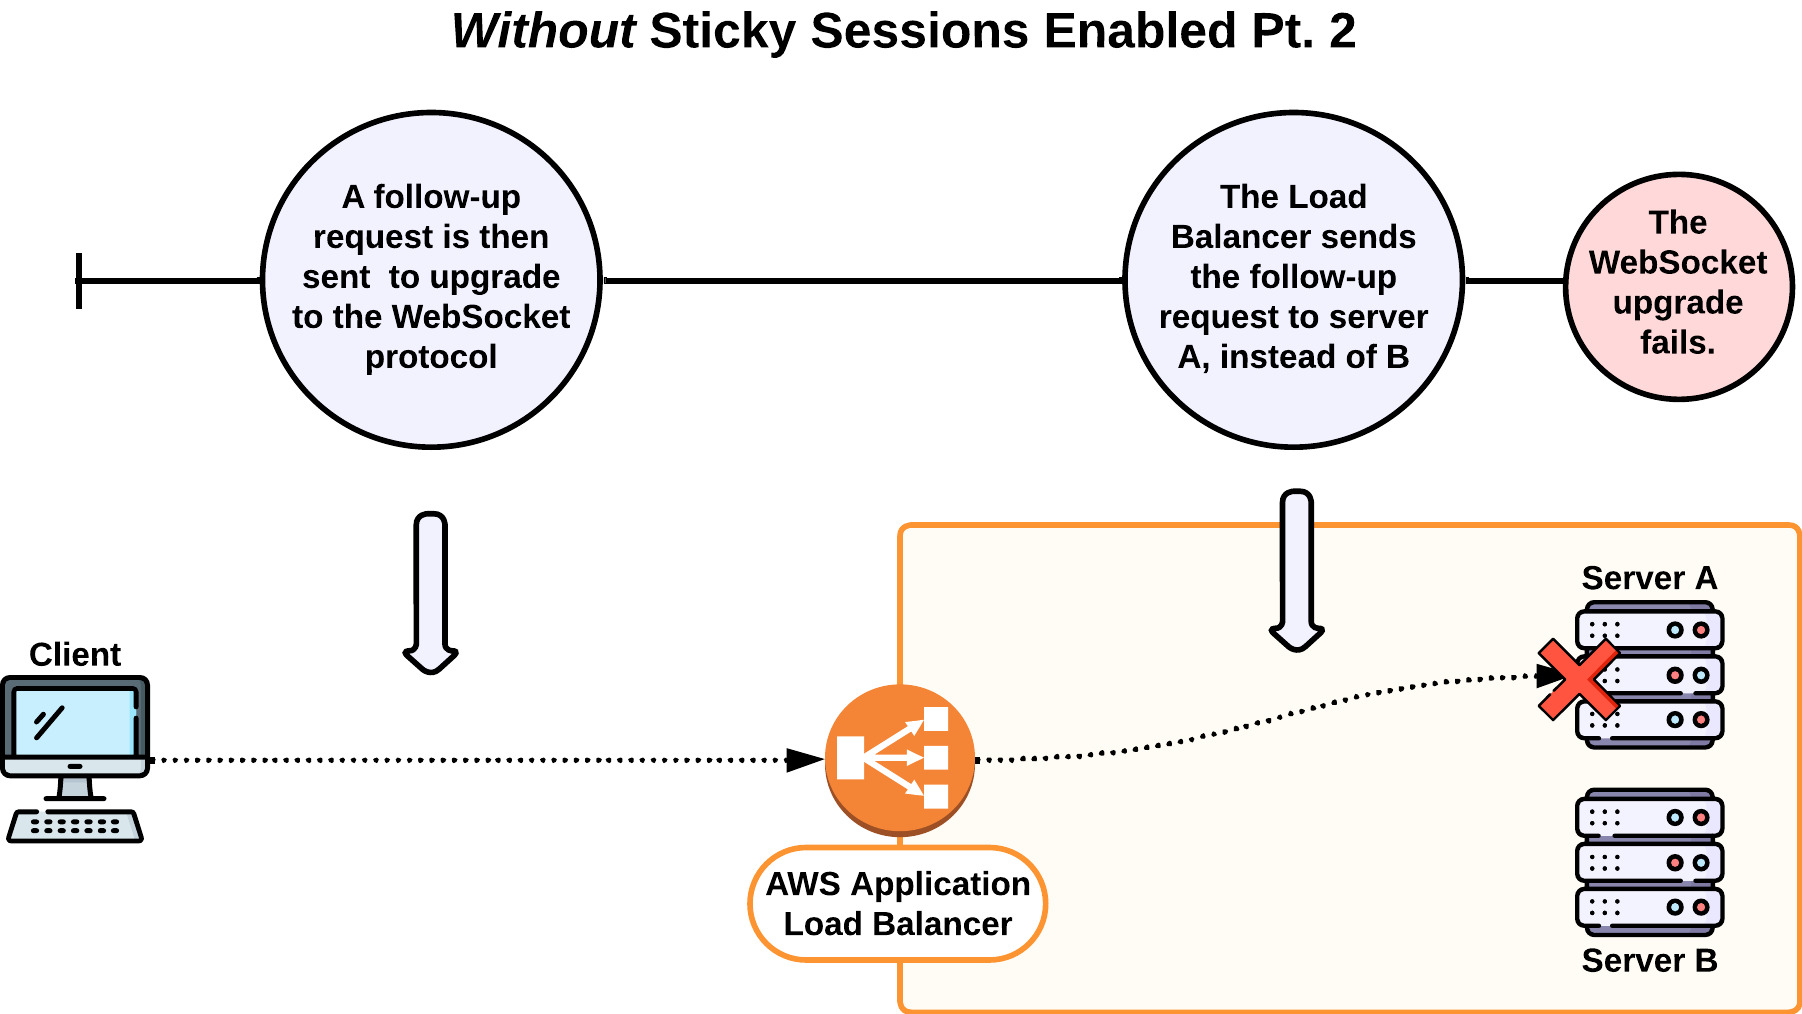 Without Sticky Sessions Enabled Pt. 2
A follow-up
request is then
sent  to upgrade
to the WebSocket
protocol
The Load
Balancer sends
the follow-up
request to server
A, instead of B
The
WebSocket
upgrade
fails.
Client
AWS Application
Load Balancer
Server A
Server B